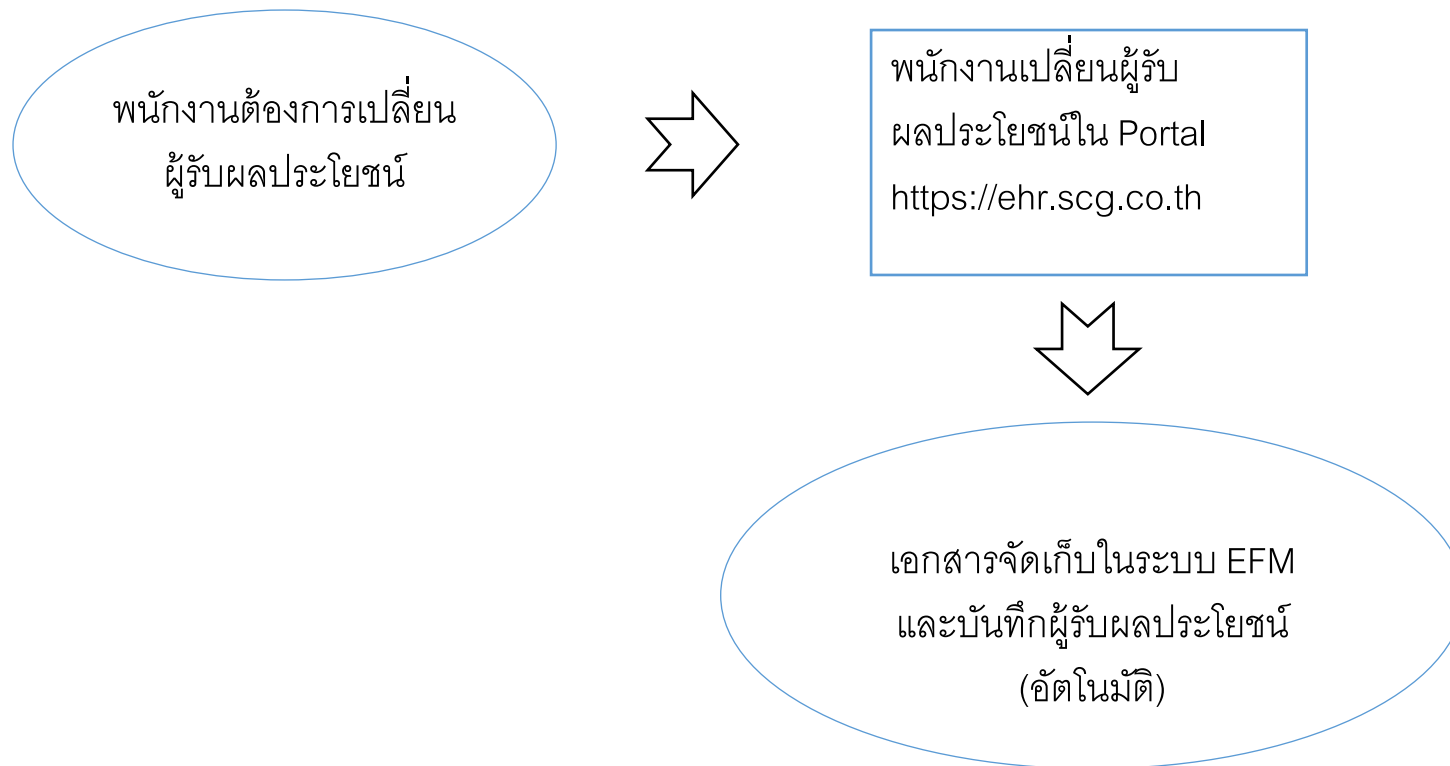 พนักงานต้องการเปลี่ยน
ผู้รับผลประโยชน์
พนักงานเปลี่ยนผู้รับ
ผลประโยชน์ใน Portal
https://ehr.scg.co.th
เอกสารจัดเก็บในระบบ EFM
และบันทึกผู้รับผลประโยชน์
(อัตโนมัติ)